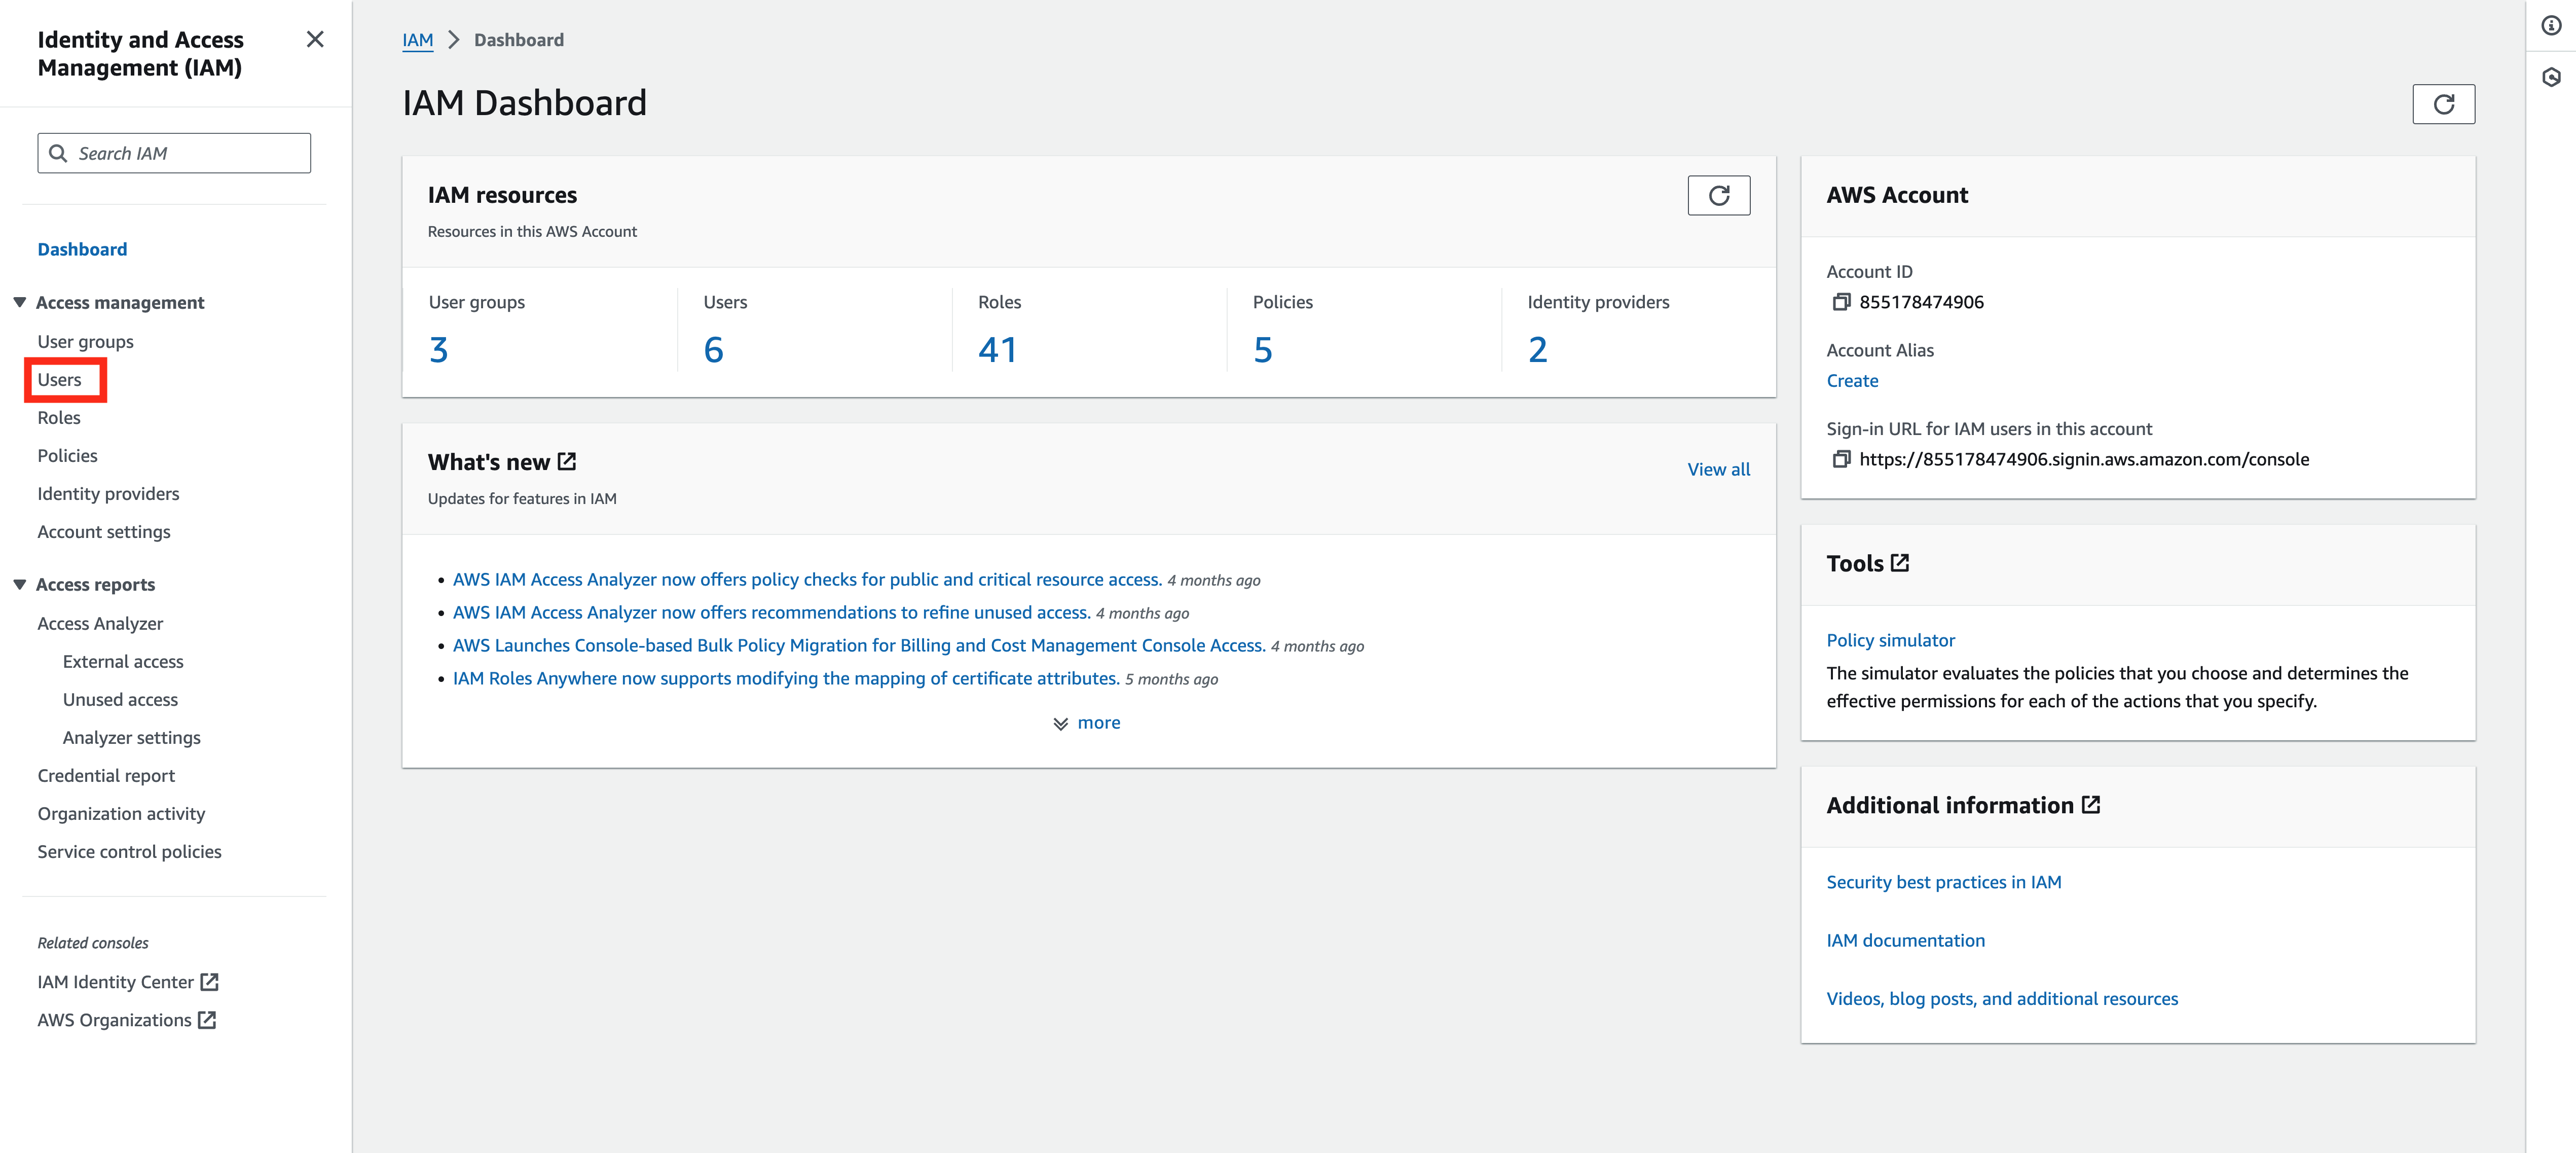 Identity and Access
Management (IAM)
Search IAM
Dashboard
Access management
User groups
Users
Roles
Policies
Identity providers
Account settings
Access reports
Access Analyzer
External access
Unused access
Analyzer settings
Credential report
Organization activity
Service control policies
Related consoles
IAM Identity Center
AWS Organizations
IAM
Dashboard
IAM Dashboard
IAM resources
Resources in this AWS Account
User groups
3
Users
6
Roles
41
Policies
5
Identity providers
2
What's new
View all
Updates for features in IAM
AWS IAM Access Analyzer now offers policy checks for public and critical resource access. 4 months ago
AWS IAM Access Analyzer now offers recommendations to refine unused access. 4 months ago
AWS Launches Console-based Bulk Policy Migration for Billing and Cost Management Console Access. 4 months ago
IAM Roles Anywhere now supports modifying the mapping of certificate attributes. 5 months ago
more
AWS Account
Account ID
855178474906
Account Alias
Create
Sign-in URL for IAM users in this account
https://855178474906.signin.aws.amazon.com/console
Tools
Policy simulator
The simulator evaluates the policies that you choose and determines the
effective permissions for each of the actions that you specify.
Additional information
Security best practices in IAM
IAM documentation
Videos, blog posts, and additional resources